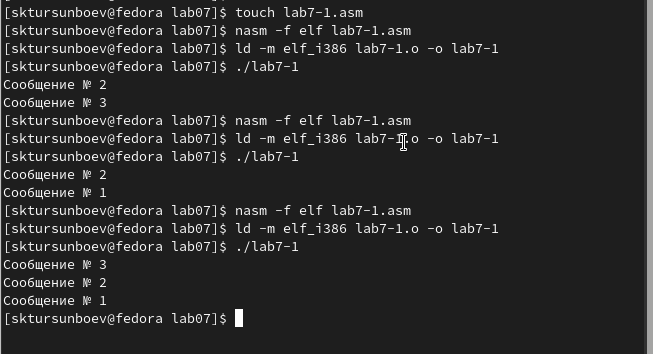 [sktursunboev@fedora lab07]$ touch lab7-1.asm
[sktursunboev@fedora lab07]$ nasm -f elf lab7-1.asm
[sktursunboev@fedora lab07]$ ld -m elf_i386 lab7-1.o -o lab7-1
[sktursunboev@fedora lab07]$ ./lab7-1
Сообщение № 2
Сообщение № 3
[sktursunboev@fedora lab07]$ nasm -f elf lab7-1.asm
[sktursunboev@fedora lab07]$ ld -m elf_i386 lab7-1.o -o lab7-1
[sktursunboev@fedora lab07]$ ./lab7-1
Сообщение № 2
Сообщение № 1
[sktursunboev@fedora lab07]$ nasm -f elf lab7-1.asm
[sktursunboev@fedora lab07]$ ld -m elf_i386 lab7-1.o -o lab7-1
[sktursunboev@fedora lab07]$ ./lab7-1
Сообщение № 3
Сообщение № 2
Сообщение № 1
[sktursunboev@fedora lab07]$